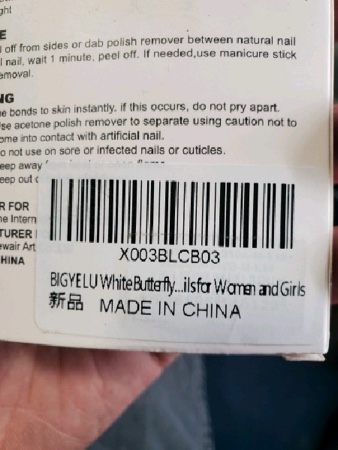 ght
E
off from sides or dab polish remover between natural nail
l nail, wait 1 minute, peel off. If needed,use manicure stick
emoval.
NG
e bonds to skin instantly. if this occurs, do not pry apart.
se acetone polish remover to separate using caution not to
ome into contact with artificial nail.
o not use on sore or infected nails or cuticles.
eep away
eep out
R FOR
e Intern
TURER
wair Art
HINA
X003BLCB03
BIGYELU White Butterfly...ils for Women and Girls
新品 MADE IN CHINA